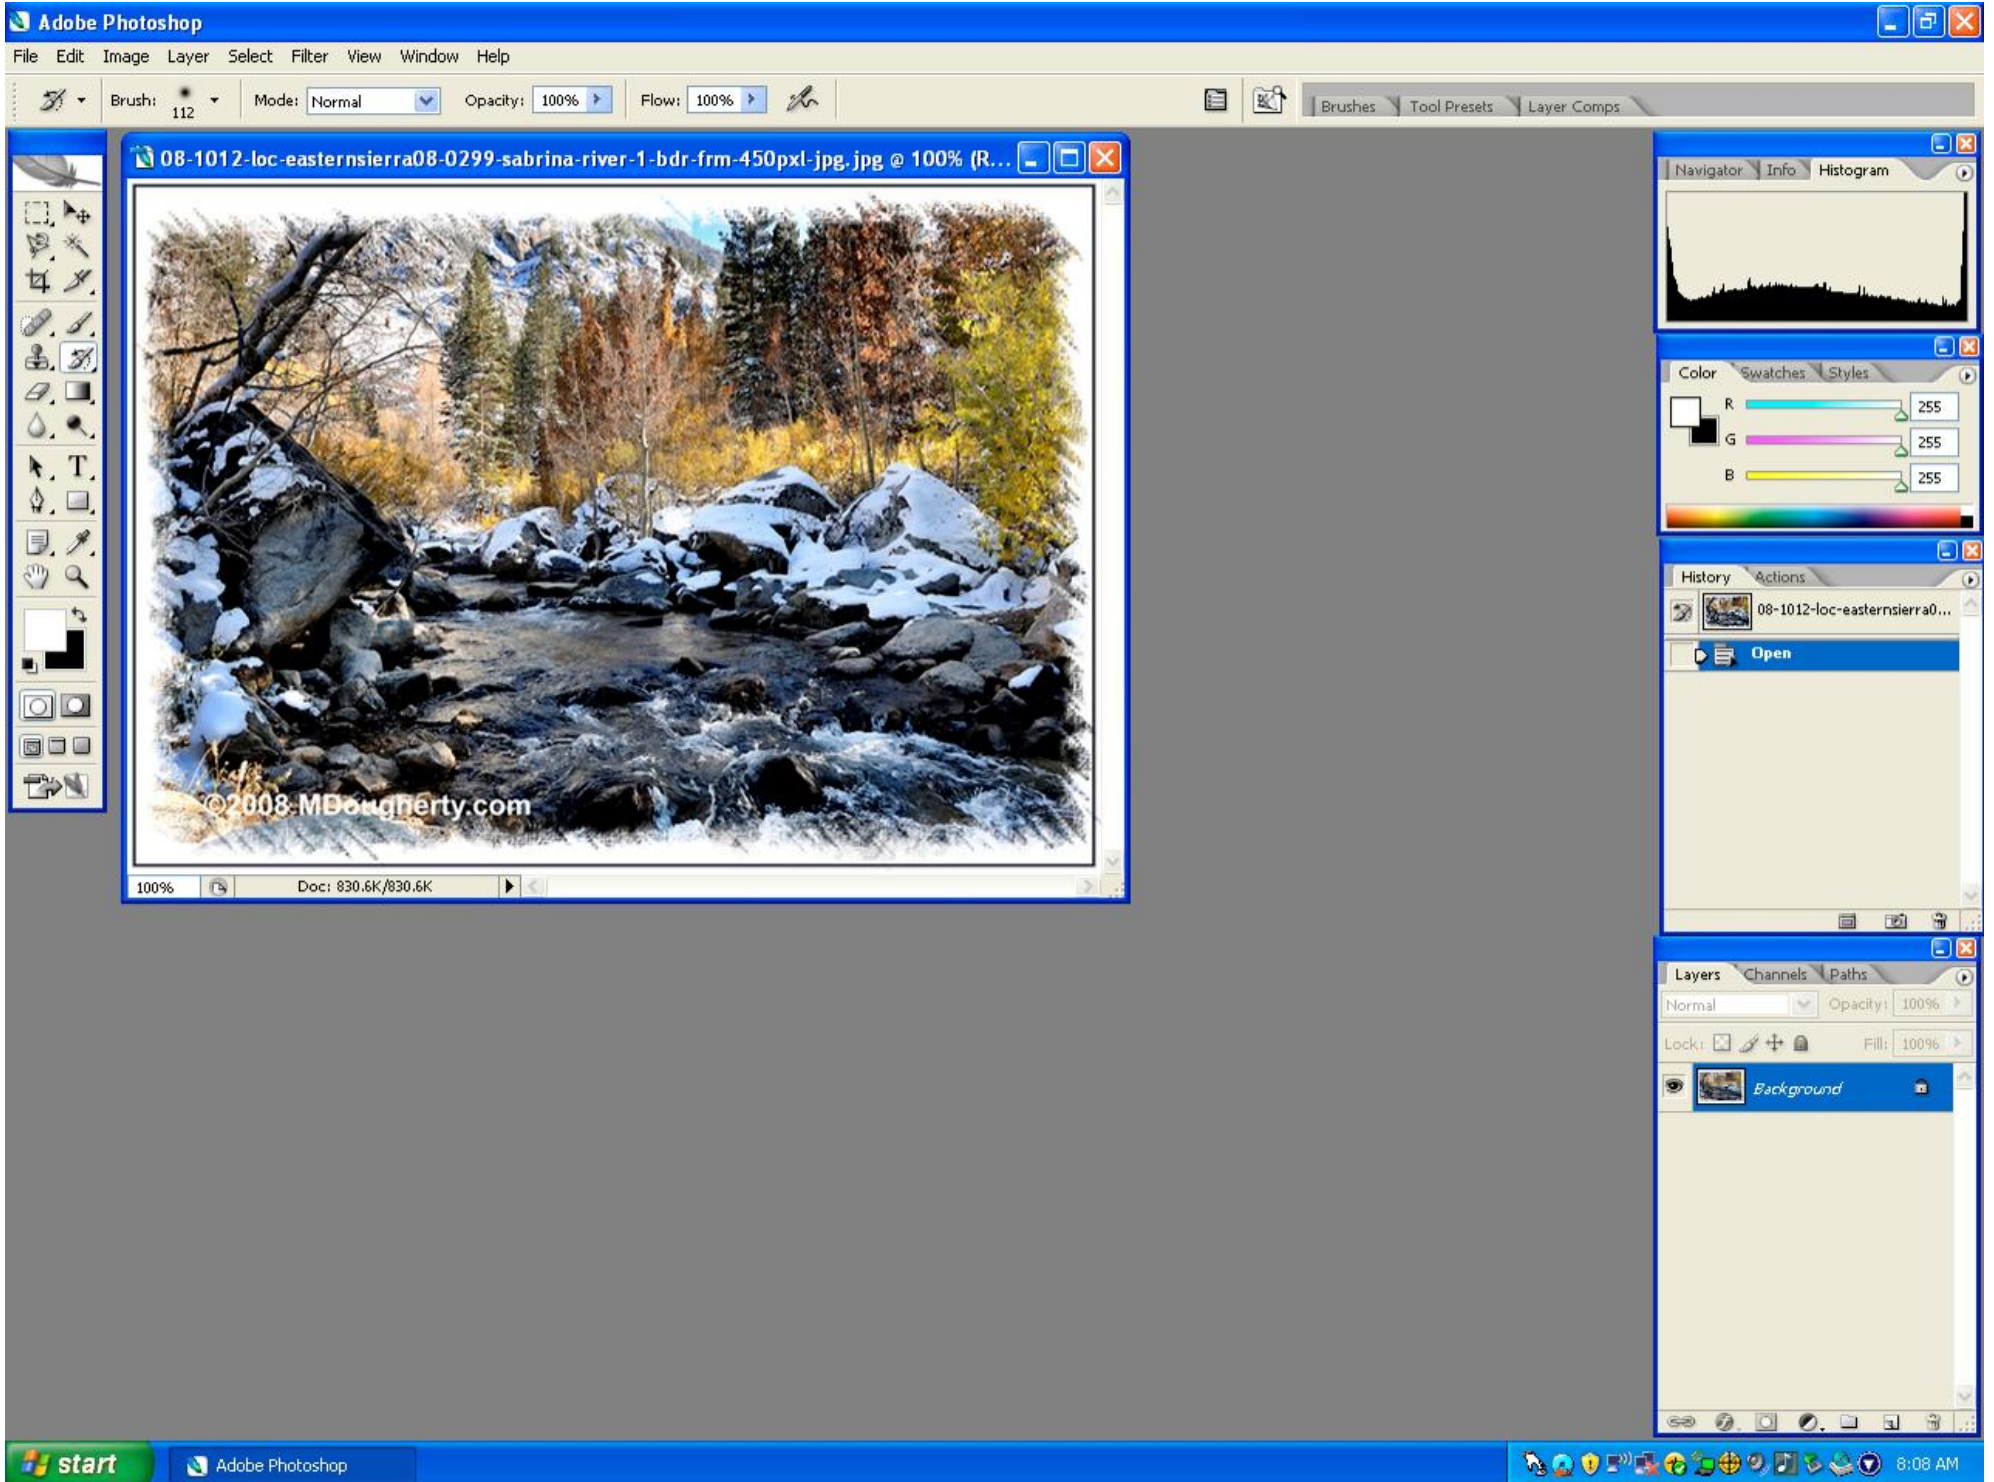 Adobe Photoshop
File Edit Image Layer Select Filter View Window Help
Brush: 112 Mode: Normal Opacity: 100% Flow: 100%
Brushes Tool Presets Layer Comps
08-1012-loc-easternsierra08-0299-sabrina-river-1-bdr-frm-450pxl-jpg.jpg @ 100% (R...
©2008 MDougherty.com
100% Doc: 830.6K/830.6K
T
Navigator Info Histogram
Color Swatches Styles
R 255
G 255
B 255
History Actions
08-1012-loc-easternsierra0...
Open
Layers Channels Paths
Normal Opacity: 100%
Lock: Fill: 100%
Background
start Adobe Photoshop 8:08 AM